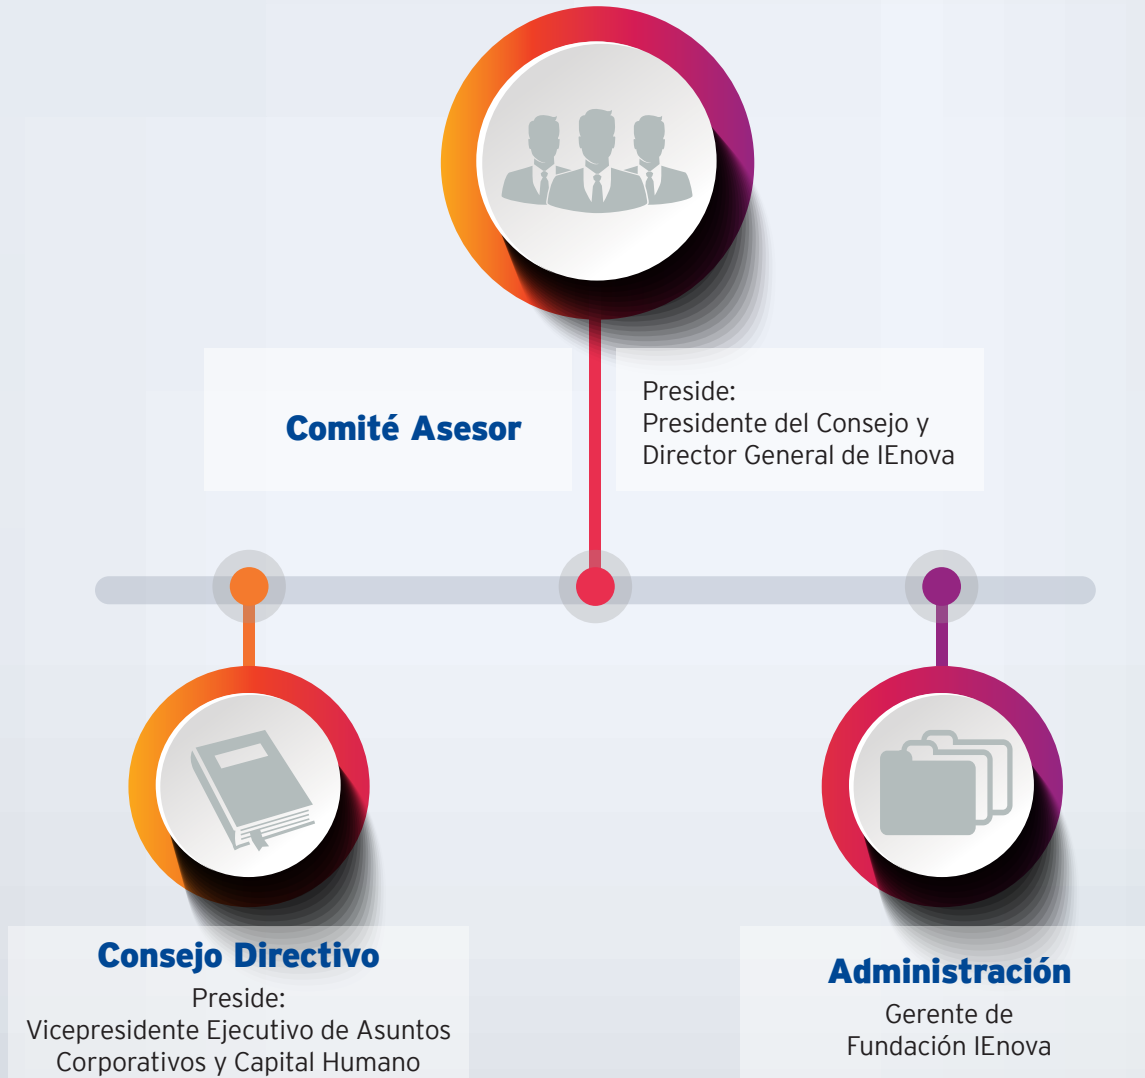 Comité Asesor
Preside:
Presidente del Consejo y
Director General de IEnova
Consejo Directivo
Preside:
Vicepresidente Ejecutivo de Asuntos
Corporativos y Capital Humano
Administración
Gerente de
Fundación IEnova